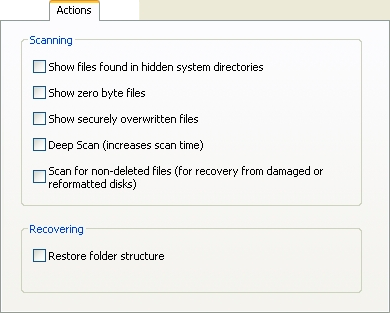 Actions
Scanning
Show files found in hidden system directories
Show zero byte files
Show securely overwritten files
Deep Scan (increases scan time)
Scan for non-deleted files (for recovery from damaged or
reformatted disks)
Recovering
Restore folder structure